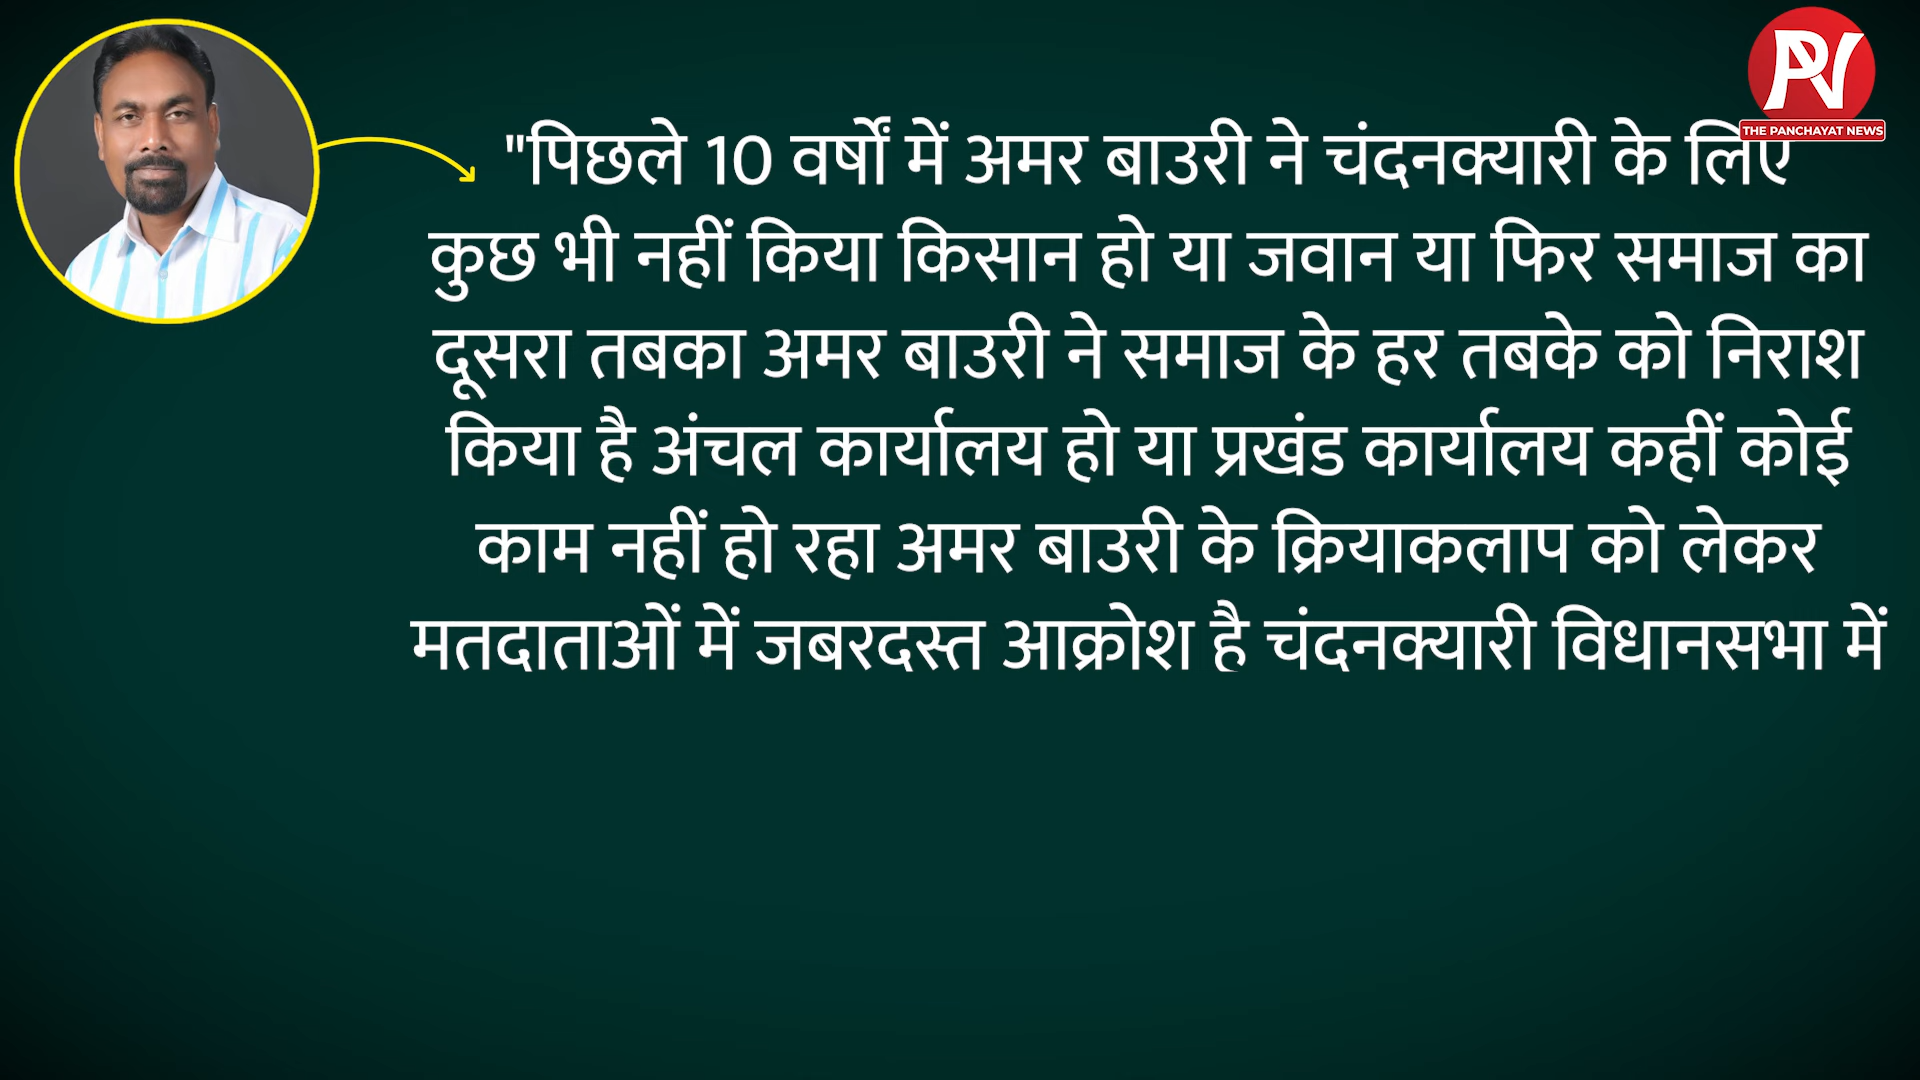 PN
THE PANCHAYAT NEWS
"पिछले 10 वर्षों में अमर बाउरी ने चंदनक्यारी के लिए
कुछ भी नहीं किया किसान हो या जवान या फिर समाज का
दूसरा तबका अमर बाउरी ने समाज के हर तबके को निराश
किया है अंचल कार्यालय हो या प्रखंड कार्यालय कहीं कोई
काम नहीं हो रहा अमर बाउरी के क्रियाकलाप को लेकर
मतदाताओं में जबरदस्त आक्रोश है चंदनक्यारी विधानसभा में